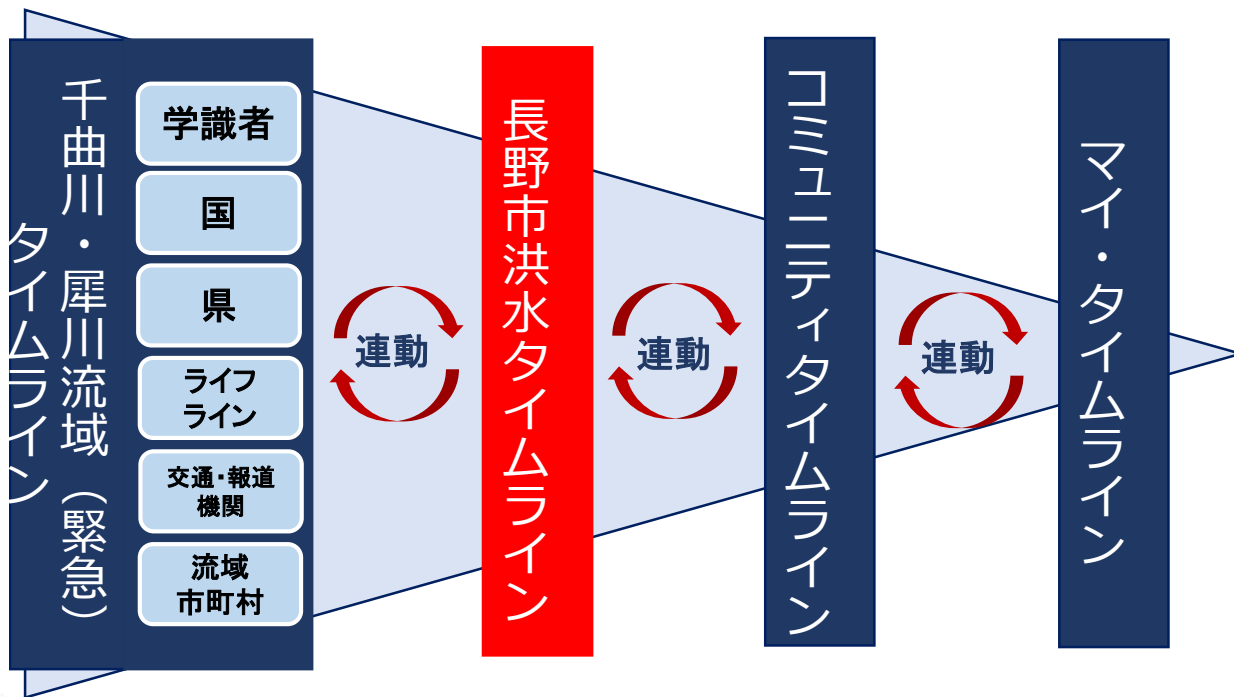 千曲川・犀川流域（緊急）
タイムライン
学識者
国
県
ライフ
ライン
交通・報道
機関
流域
市町村
連動
長野市洪水タイムライン
連動
コミュニティタイムライン
連動
マイ・タイムライン